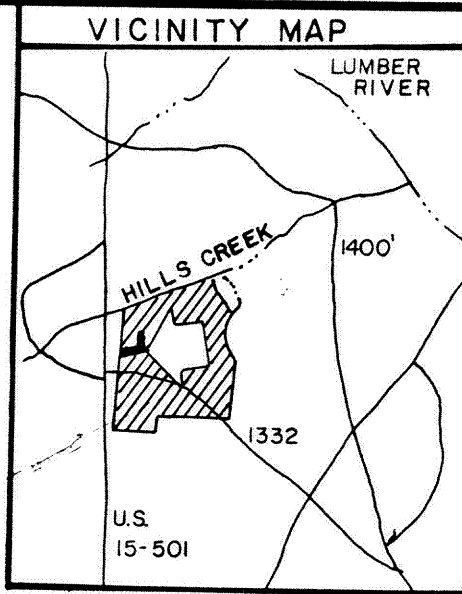 VICINITY MAP
LUMBER
RIVER
1400'
HILLS CREEK
1332
U.S.
15-501